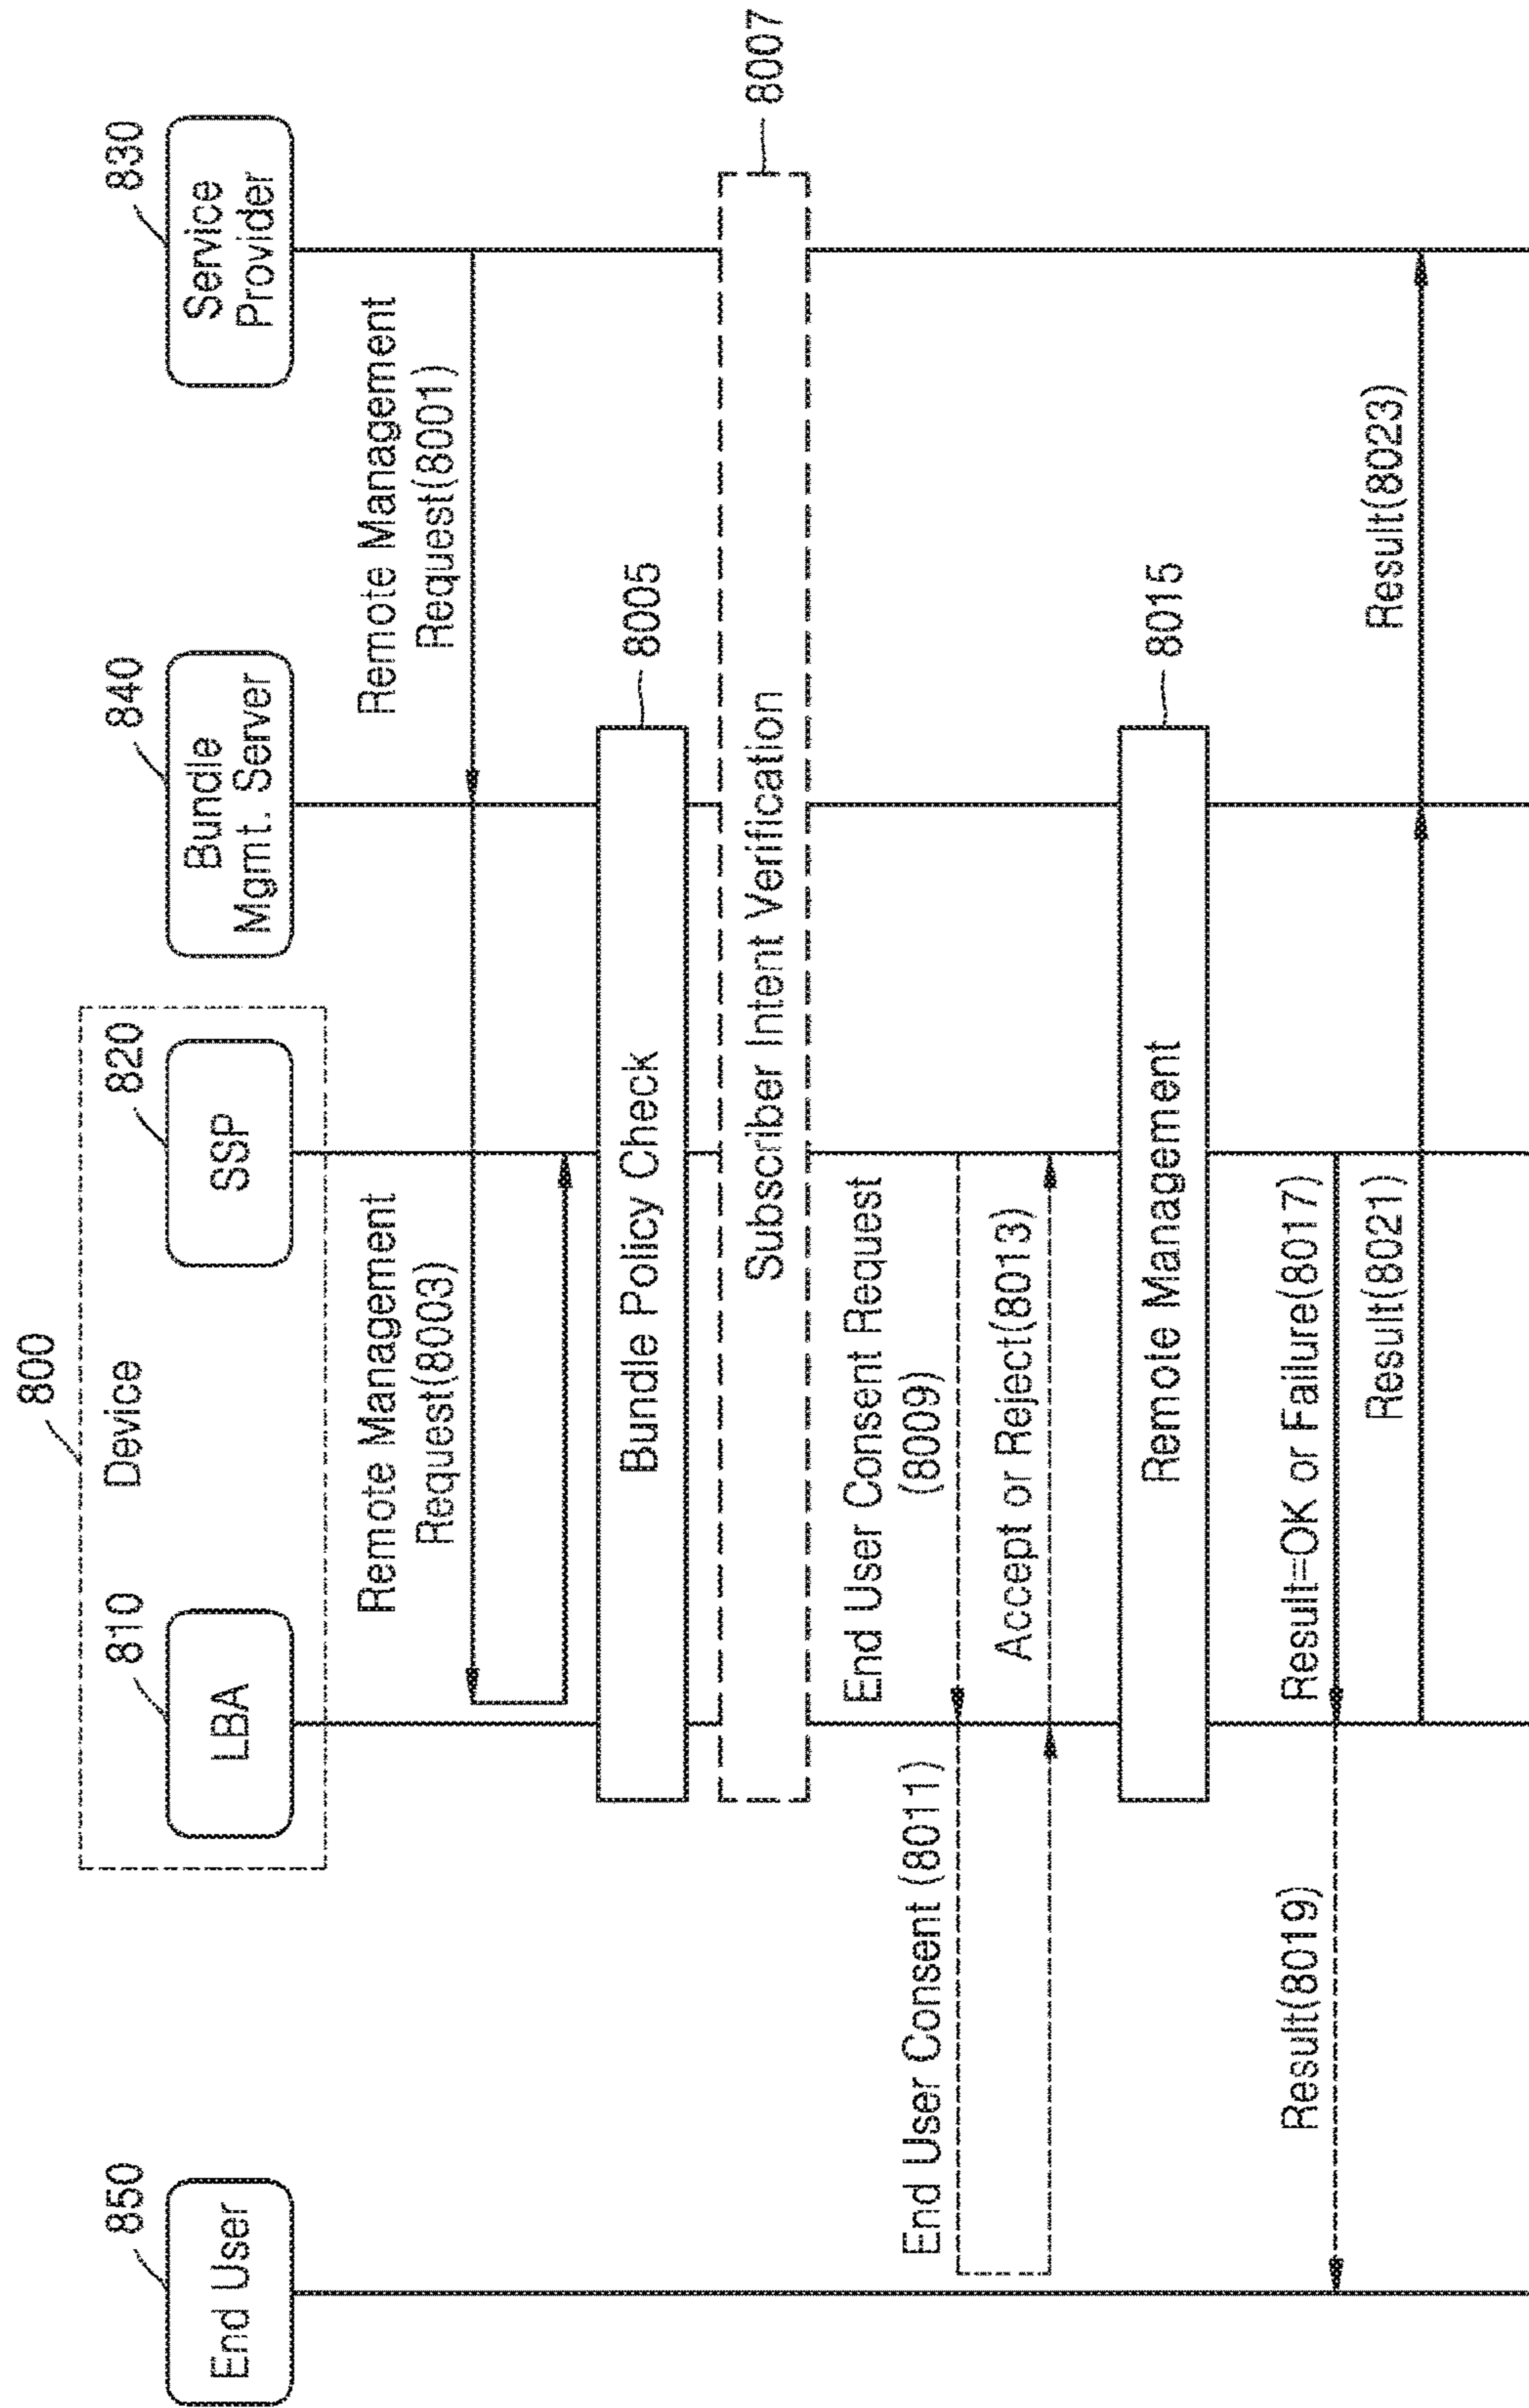 800
Device
850
End User
810
LBA
820
SSP
840
Bundle
Mgmt. Server
830
Service
Provider
Remote Management
Request(8001)
Remote Management
Request(8003)
Bundle Policy Check
8005
Subscriber Intent Verification
8007
End User Consent Request
(8009)
End User Consent (8011)
Accept or Reject(8013)
Remote Management
8015
Result=OK or Failure(8017)
Result(8019)
Result(8021)
Result(8023)